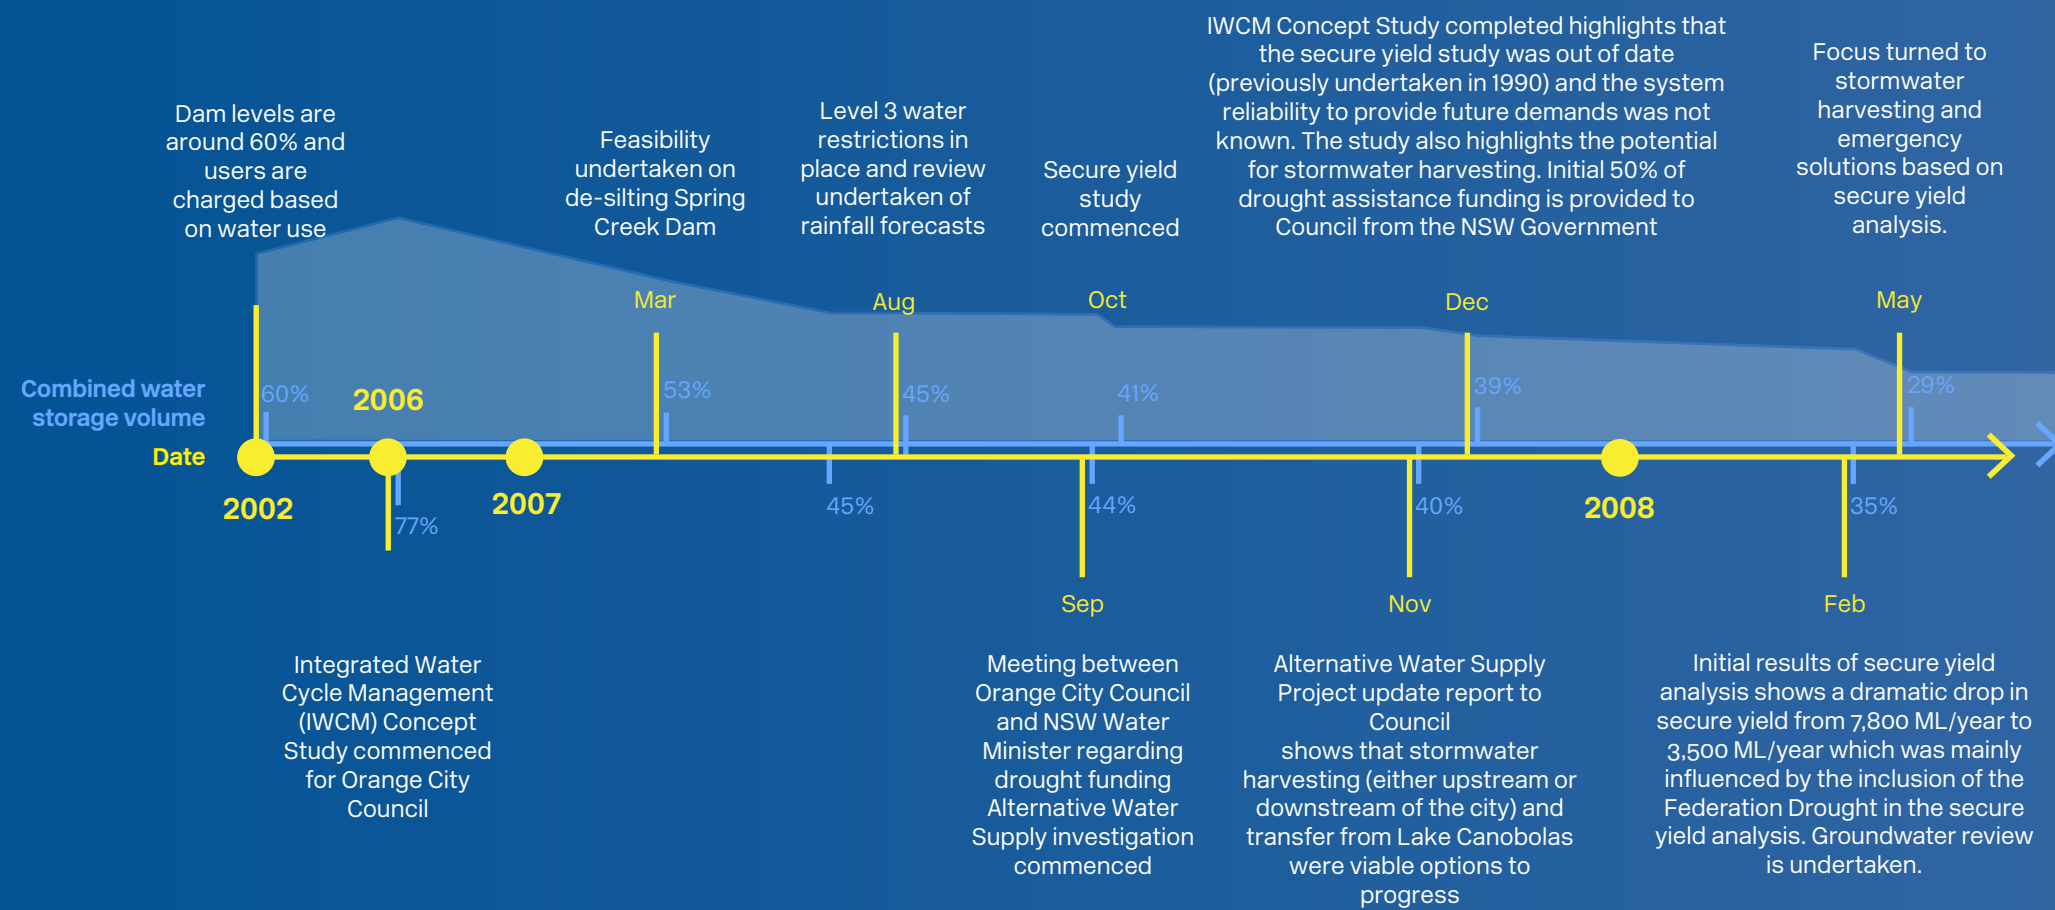 Dam levels are
around 60% and
users are
charged based
on water use
Feasibility
undertaken on
de-silting Spring
Creek Dam
Level 3 water
restrictions in
place and review
undertaken of
rainfall forecasts
Secure yield
study
commenced
IWCM Concept Study completed highlights that
the secure yield study was out of date
(previously undertaken in 1990) and the system
reliability to provide future demands was not
known. The study also highlights the potential
for stormwater harvesting. Initial 50% of
drought assistance funding is provided to
Council from the NSW Government
Focus turned to
stormwater
harvesting and
emergency
solutions based on
secure yield
analysis.
Mar
Aug
Oct
Dec
May
Combined water
storage volume
60%
2006
53%
45%
41%
39%
29%
Date
2002
77%
2007
45%
44%
40%
2008
35%
Sep
Nov
Feb
Integrated Water
Cycle Management
(IWCM) Concept
Study commenced
for Orange City
Council
Meeting between
Orange City Council
and NSW Water
Minister regarding
drought funding
Alternative Water
Supply investigation
commenced
Alternative Water Supply
Project update report to
Council
shows that stormwater
harvesting (either upstream or
downstream of the city) and
transfer from Lake Canobolas
were viable options to
progress
Initial results of secure yield
analysis shows a dramatic drop in
secure yield from 7,800 ML/year to
3,500 ML/year which was mainly
influenced by the inclusion of the
Federation Drought in the secure
yield analysis. Groundwater review
is undertaken.